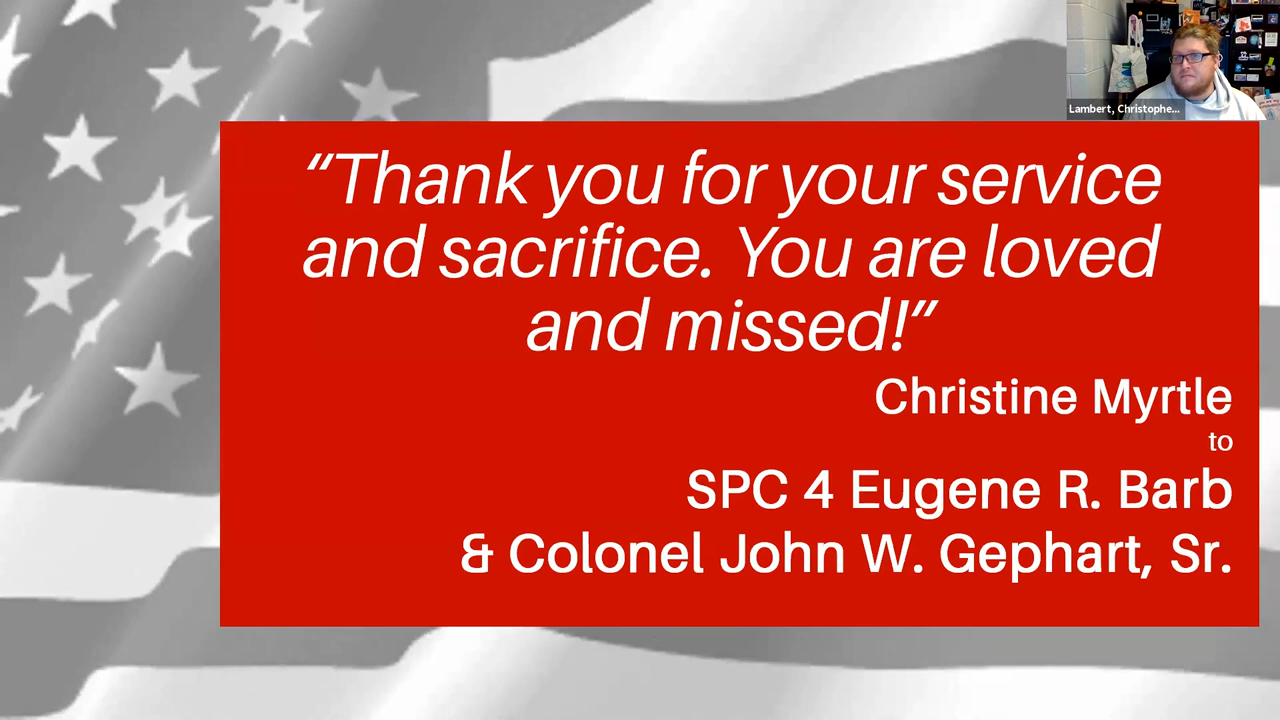 Lambert, Christophe...
“Thank you for your service
and sacrifice. You are loved
and missed!”
Christine Myrtle
to
SPC 4 Eugene R. Barb
& Colonel John W. Gephart, Sr.